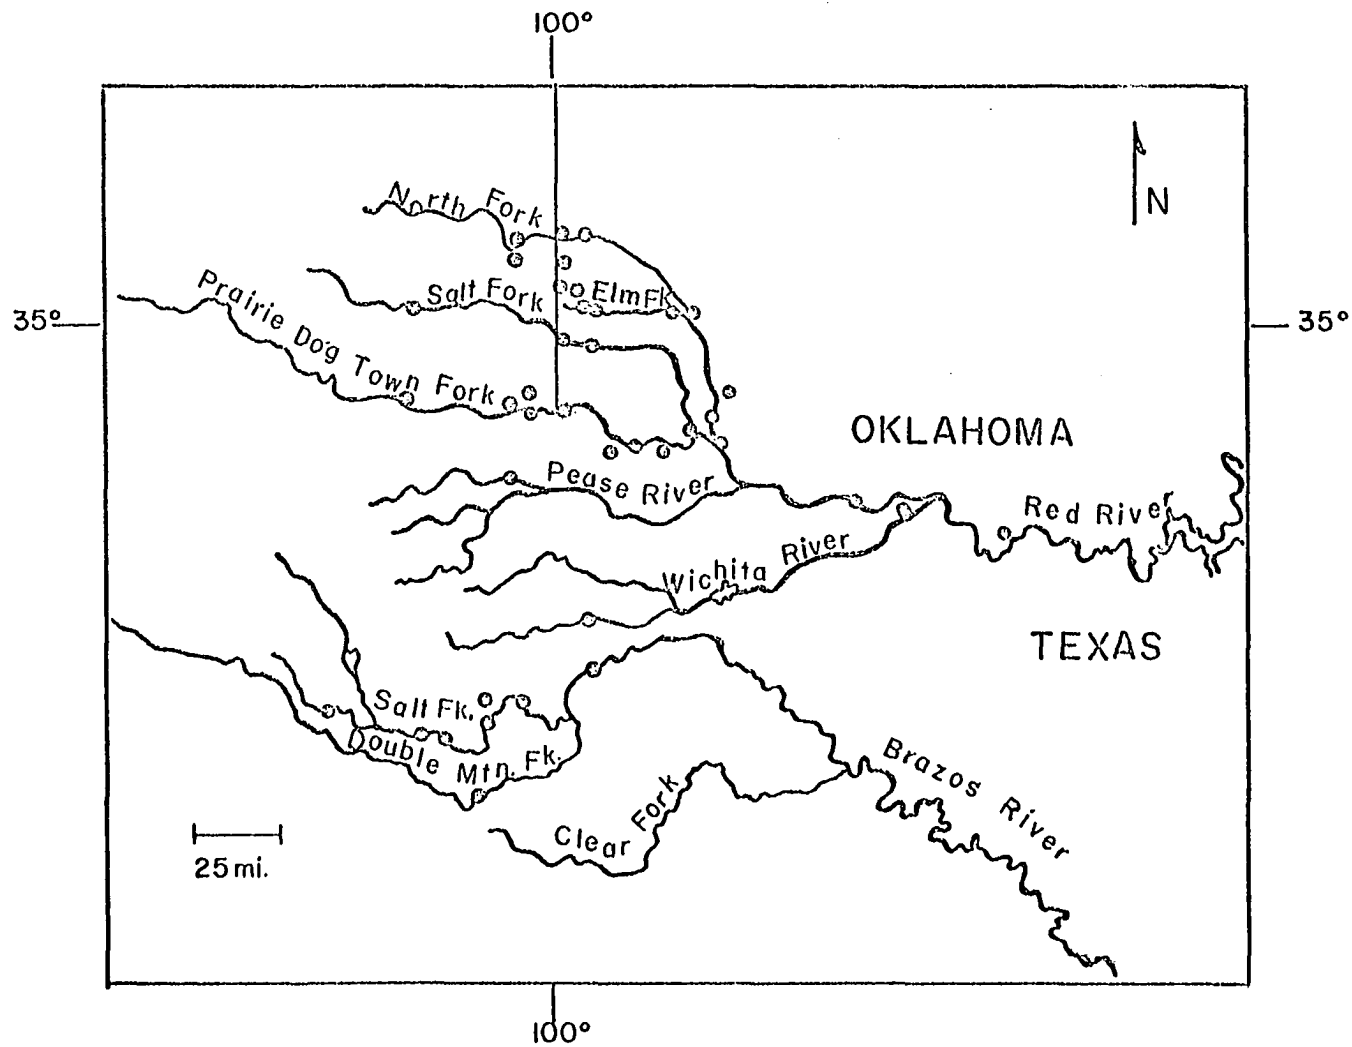 100°
North Fork
N
Salt Fork
Elm Fk
Prairie Dog Town Fork
35°
35°
OKLAHOMA
Pease River
Red River
Wichita River
TEXAS
Salt Fk.
Double Mtn. Fk.
Brazos River
Clear Fork
25 mi.
100°